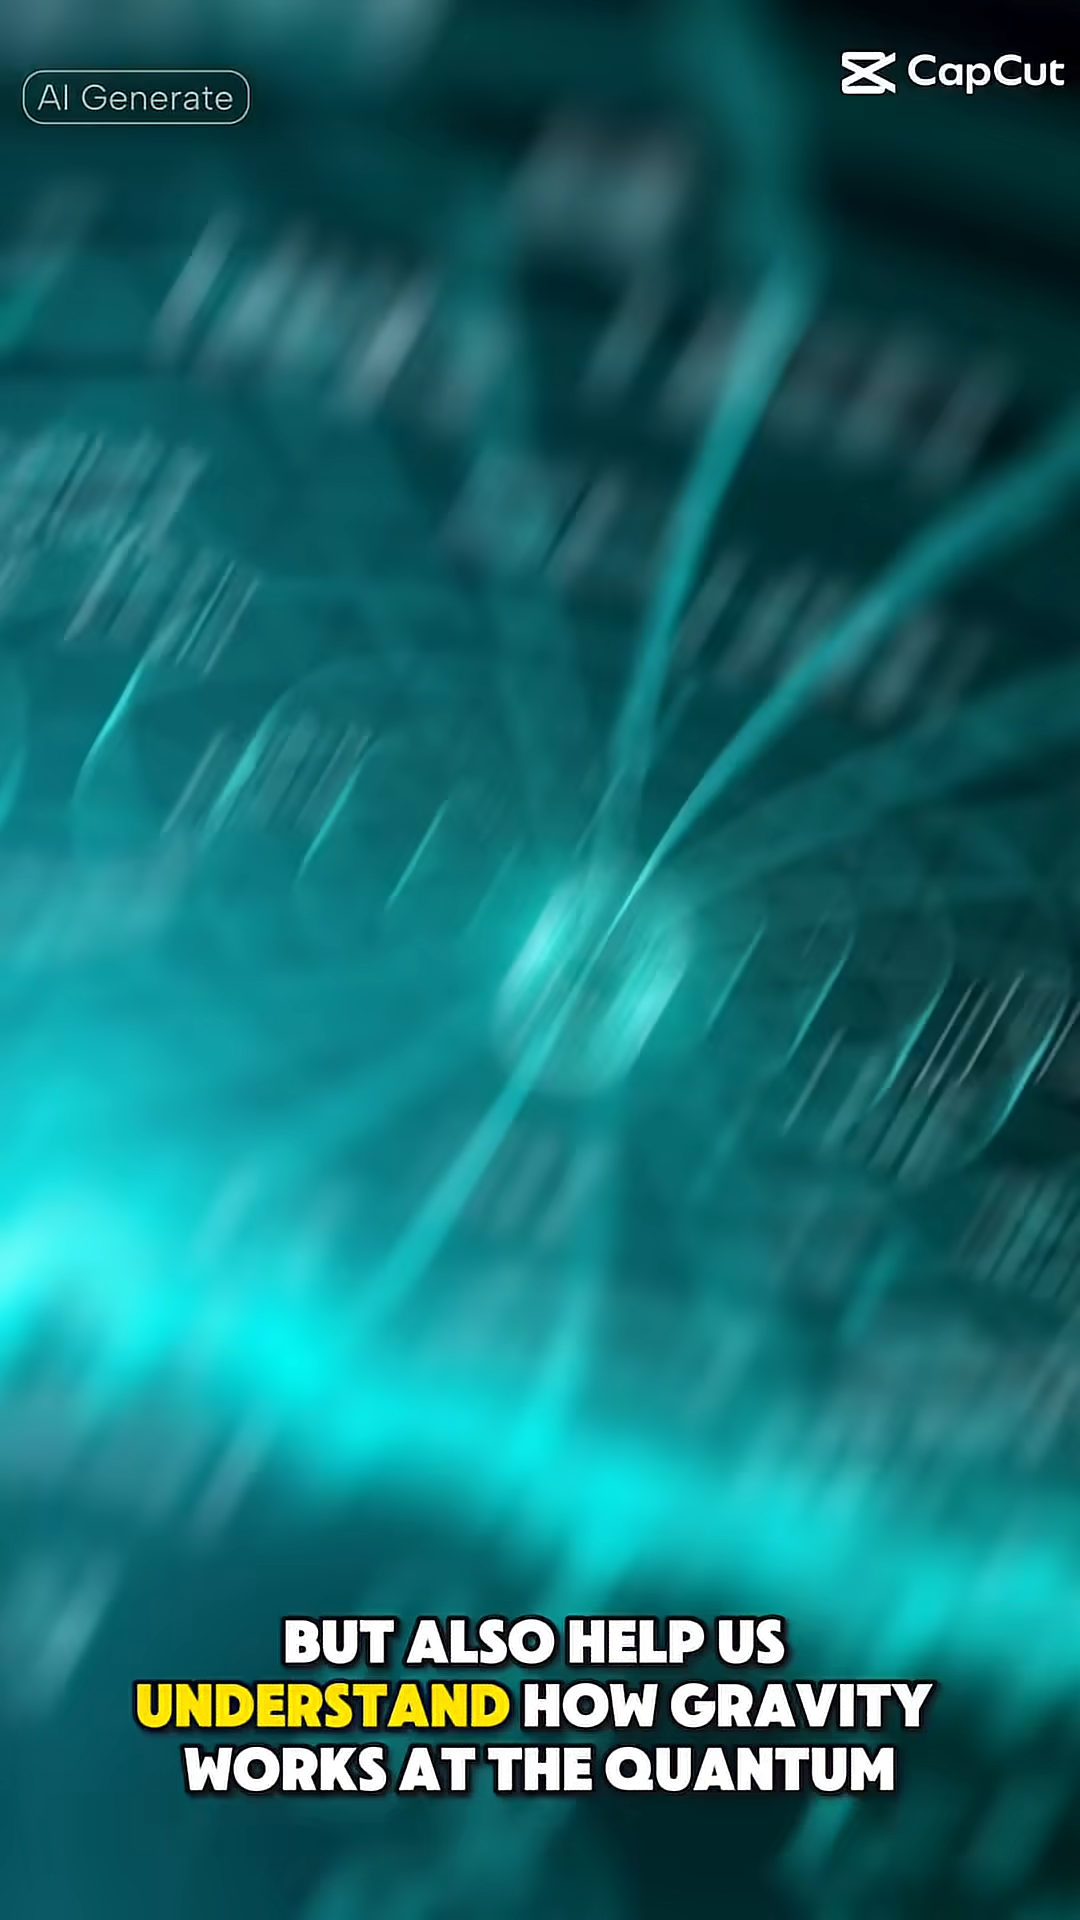 AI Generate
CapCut
BUT ALSO HELP US
UNDERSTAND HOW GRAVITY
WORKS AT THE QUANTUM